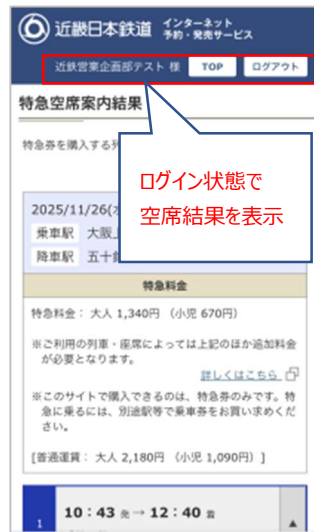 近畿日本鉄道 インターネット
予約・発売サービス
近鉄営業企画部テスト 様 TOP ログアウト
特急空席案内結果
特急券を購入する列
ログイン状態で
空席結果を表示
2025/11/26(
乗車駅 大阪上
降車駅 五十鈴
特急料金
特急料金： 大人 1,340円 （小児 670円）
※ご利用の列車・座席によっては上記のほか追加料金
が必要となります。
詳しくはこちら
※このサイトで購入できるのは、特急券のみです。特
急に乗るには、別途駅等で乗車券をお買い求めくだ
さい。
[普通運賃： 大人 2,180円 （小児 1,090円）]
1 10：43 発 → 12：40 着